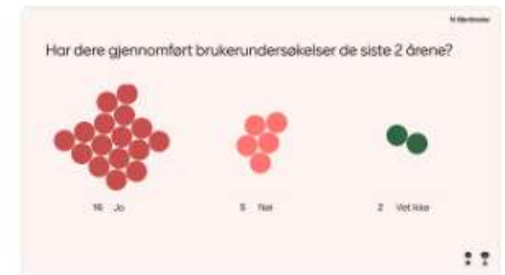 Har dere gjennomført brukerundersøkelser de siste 2 årene?
16 Ja
5 Nei
2 Vet ikke